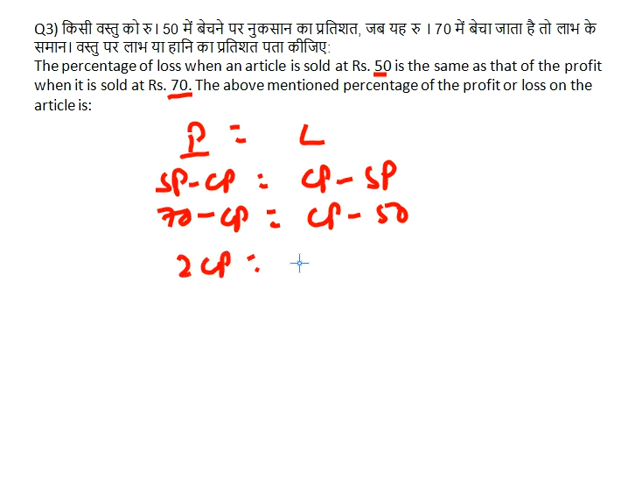 Q3) किसी वस्तु को रु। 50 में बेचने पर नुकसान का प्रतिशत, जब यह रु । 70 में बेचा जाता है तो लाभ के
समान। वस्तु पर लाभ या हानि का प्रतिशत पता कीजिए:
The percentage of loss when an article is sold at Rs. 50 is the same as that of the profit
when it is sold at Rs. 70. The above mentioned percentage of the profit or loss on the
article is:
P = L
SP - CP = CP - SP
70 - CP = CP - 50
2 CP =